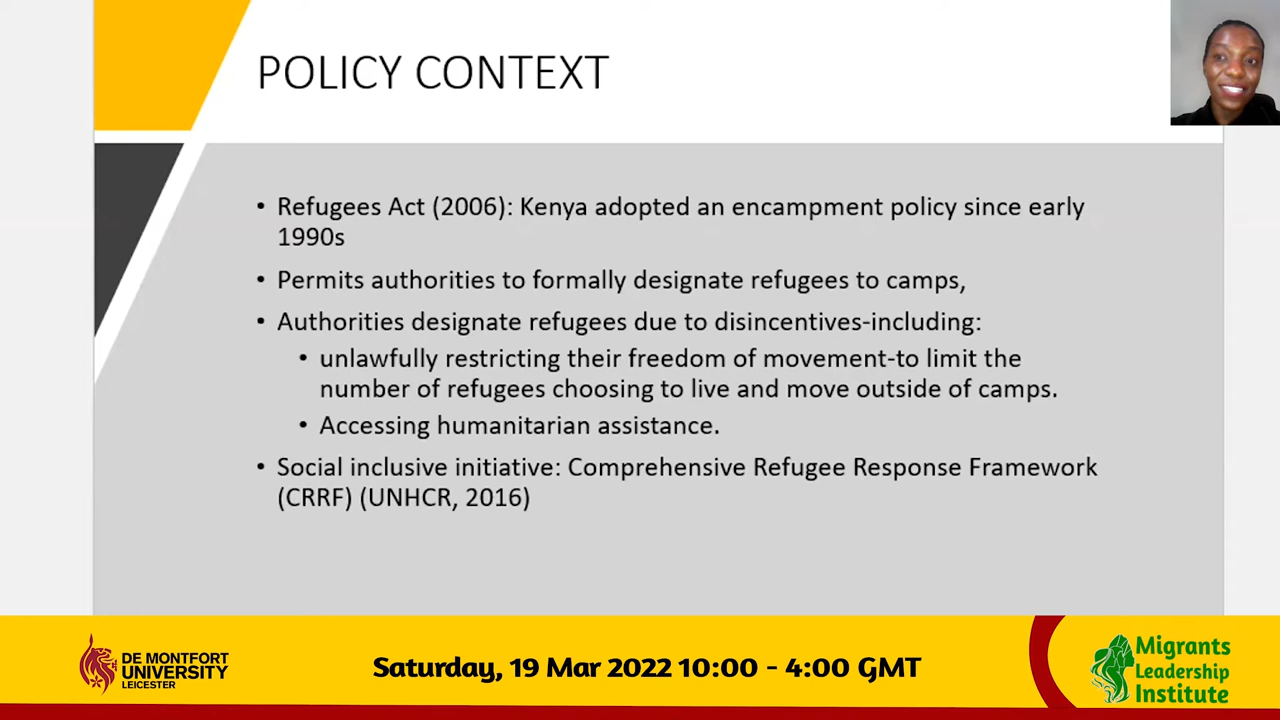 POLICY CONTEXT
• Refugees Act (2006): Kenya adopted an encampment policy since early
1990s
• Permits authorities to formally designate refugees to camps,
• Authorities designate refugees due to disincentives-including:
• unlawfully restricting their freedom of movement-to limit the
number of refugees choosing to live and move outside of camps.
• Accessing humanitarian assistance.
• Social inclusive initiative: Comprehensive Refugee Response Framework
(CRRF) (UNHCR, 2016)
DE MONTFORT
UNIVERSITY
LEICESTER
Saturday, 19 Mar 2022 10:00 - 4:00 GMT
Migrants
Leadership
Institute